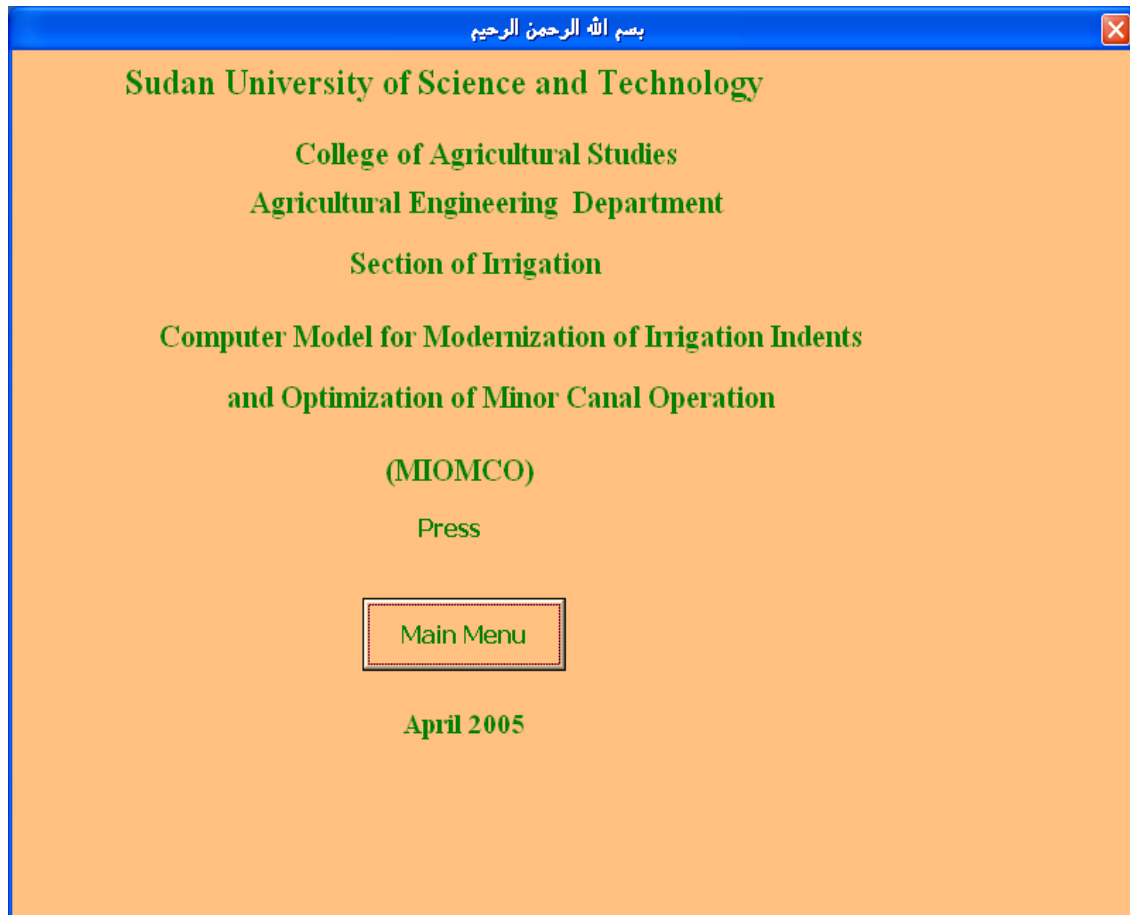 بسم الله الرحمن الرحيم
Sudan University of Science and Technology
College of Agricultural Studies
Agricultural Engineering Department
Section of Irrigation
Computer Model for Modernization of Irrigation Indents
and Optimization of Minor Canal Operation
(MIOMCO)
Press
Main Menu
April 2005